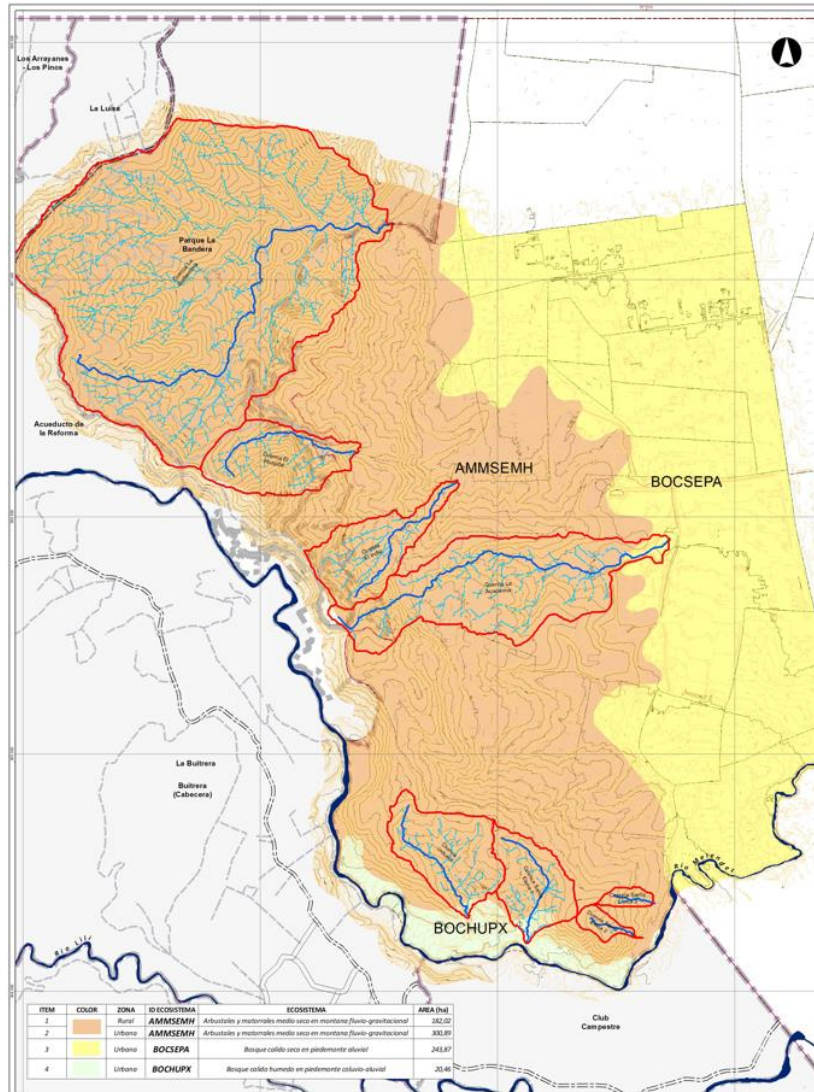 Los Arrayanes
- Los Pinos
La Luisa
Parque La
Bandera
Acueducto de
la Reforma
AMMSEMH
BOCSEPA
La Buitrera
Buitrera
(Cabecera)
Río Meléndez
BOCHUPX
Río Lili
Club
Campestre
ITEM COLOR ZONA ID ECOSISTEMA ECOSISTEMA AREA (ha)
1 Rural AMMSEMH Arbustales y matorrales medio seco en montana fluvio-gravitacional 182,02
2 Urbano AMMSEMH Arbustales y matorrales medio seco en montana fluvio-gravitacional 300,89
3 Urbano BOCSEPA Bosque calido seco en piedemonte aluvial 243,87
4 Urbano BOCHUPX Bosque calido humedo en piedemonte coluvio-aluvial 20,46